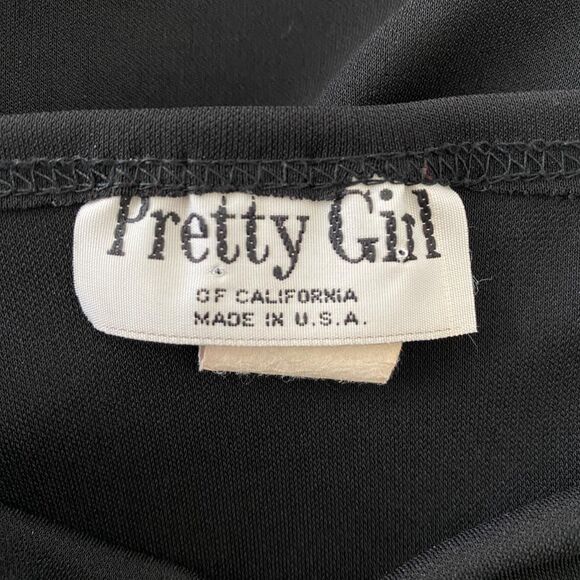 Pretty Girl
OF CALIFORNIA
MADE IN U.S.A.